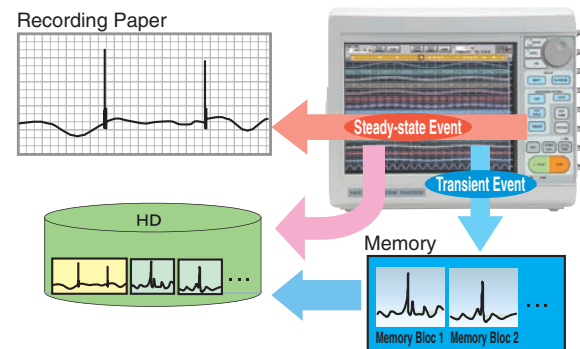 Recording Paper
Steady-state Event
Transient Event
HD
...
Memory
Memory Bloc 1
Memory Bloc 2
...